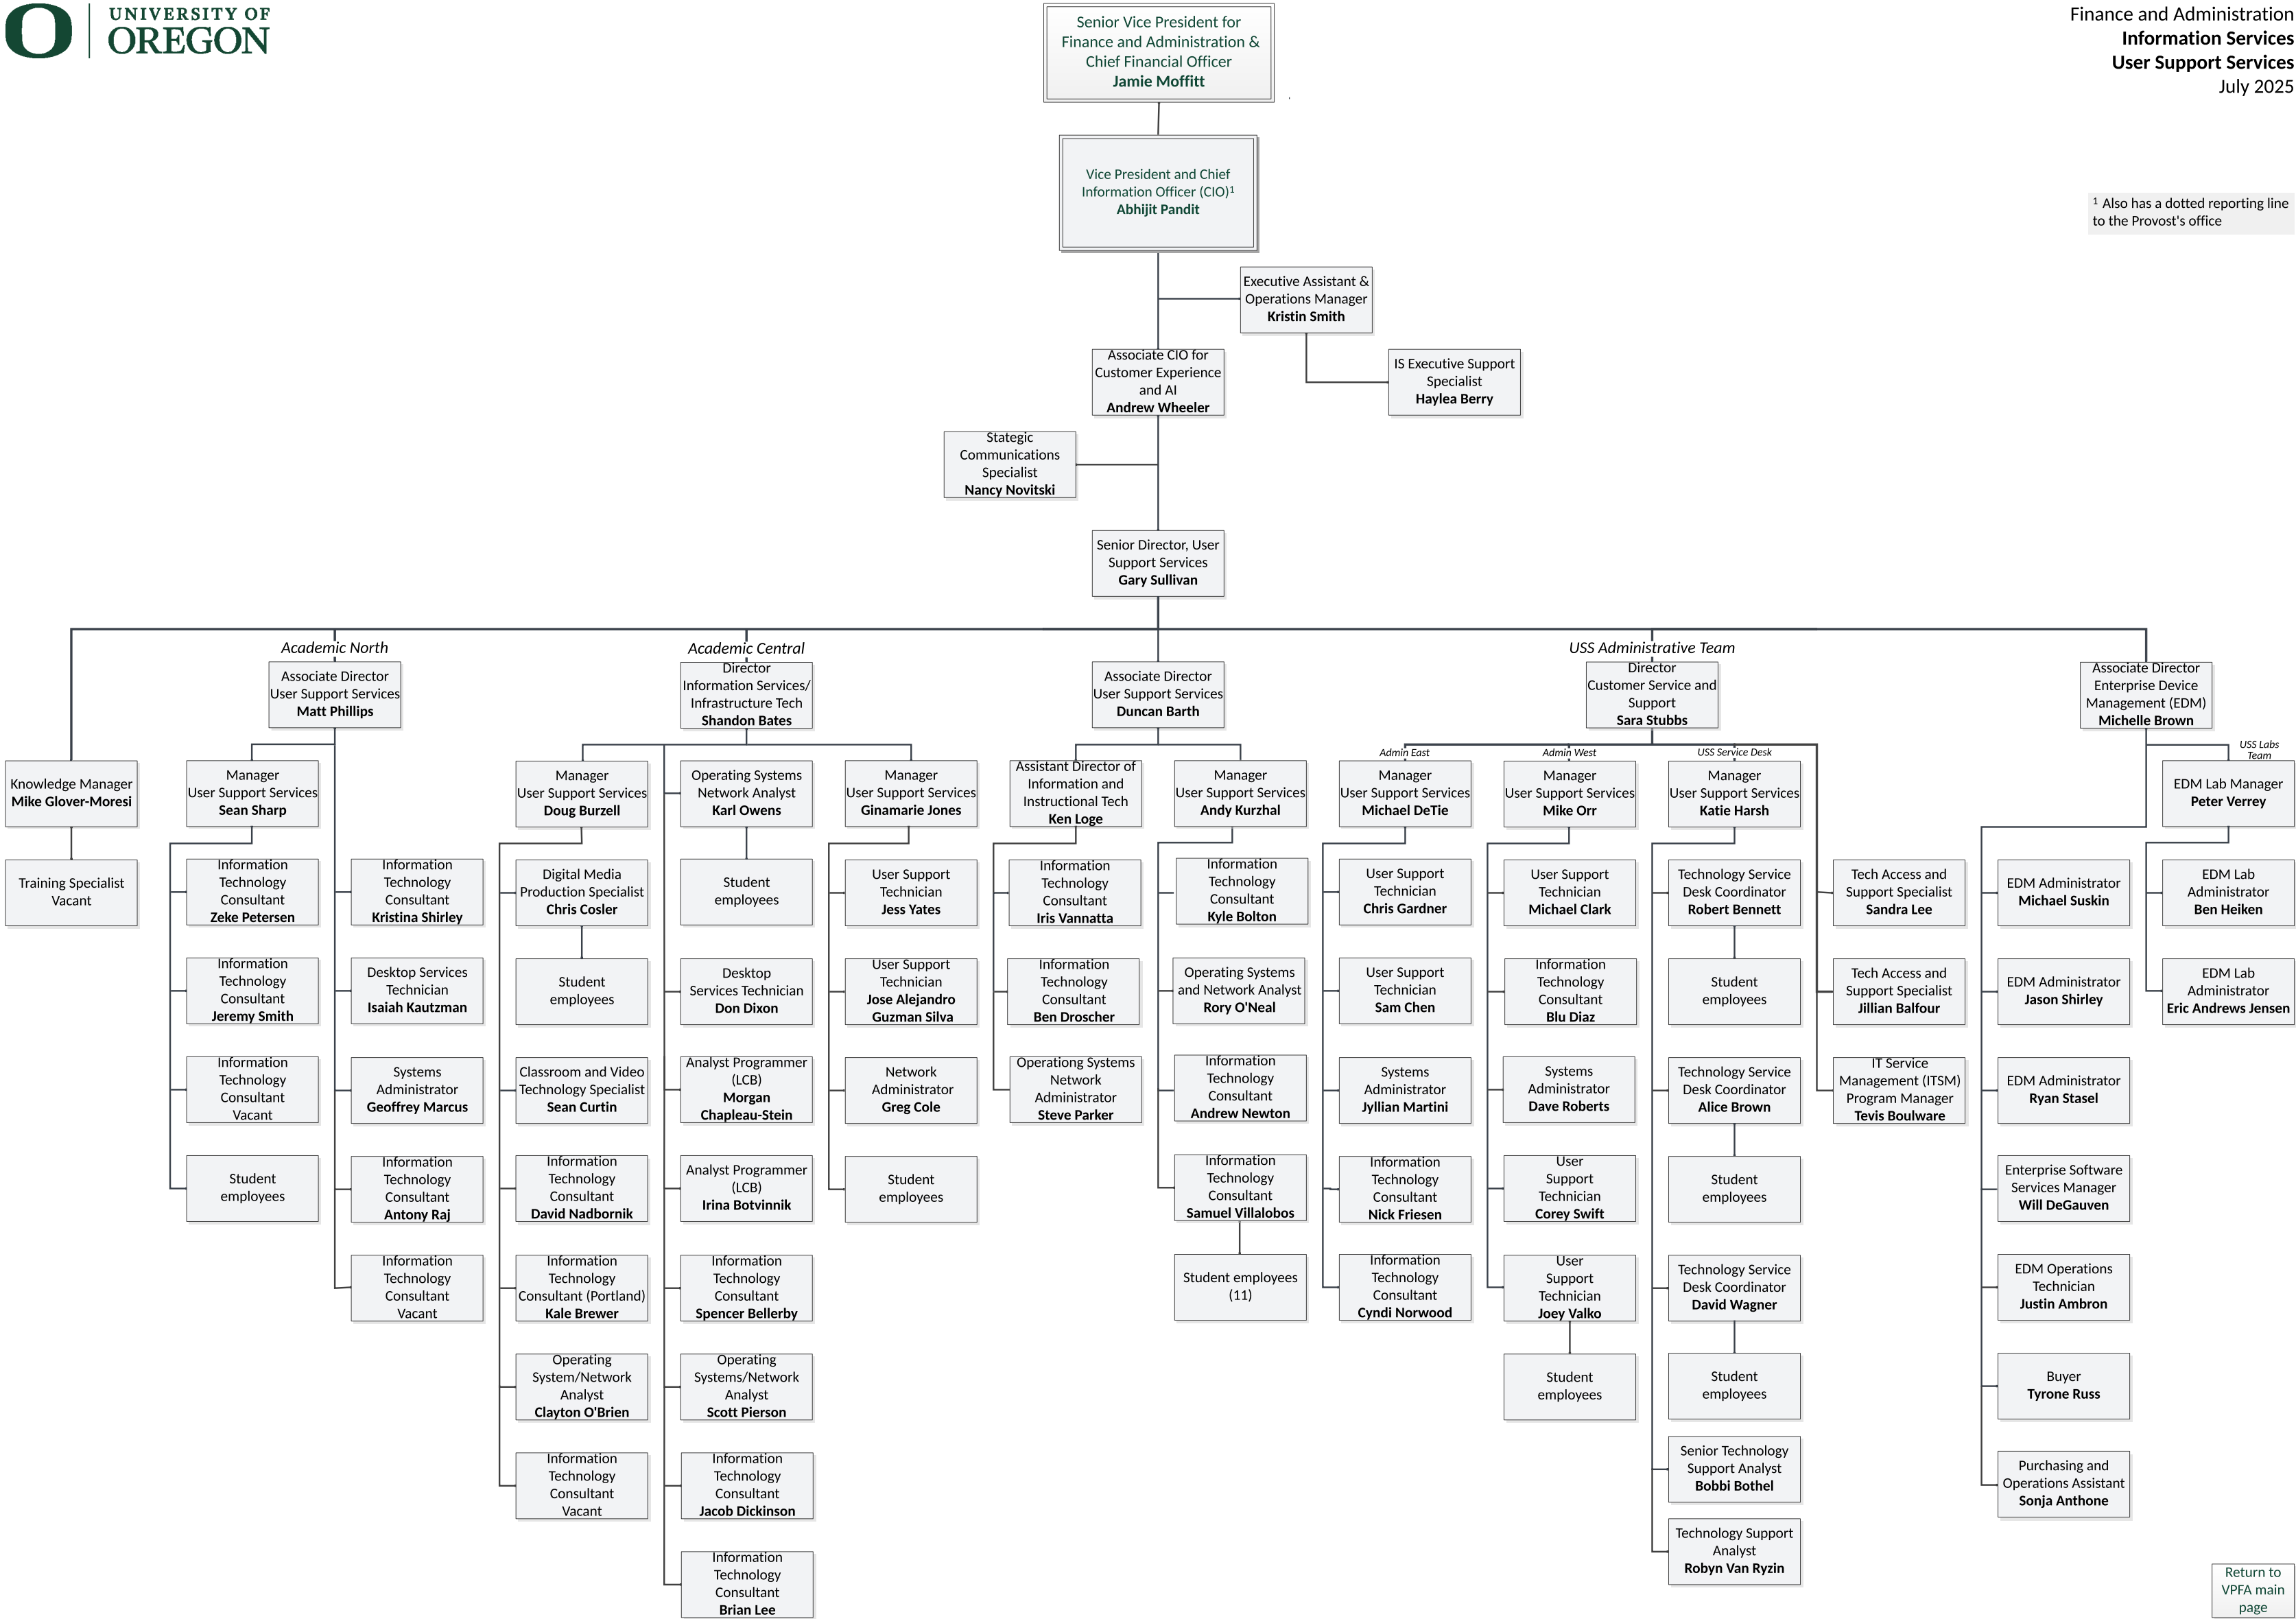 UNIVERSITY OF
OREGON
Senior Vice President for
Finance and Administration &
Chief Financial Officer
Jamie Moffitt
Finance and Administration
Information Services
User Support Services
July 2025
Vice President and Chief
Information Officer (CIO)¹
Abhijit Pandit
¹ Also has a dotted reporting line
to the Provost's office
Executive Assistant &
Operations Manager
Kristin Smith
Associate CIO for
Customer Experience
and AI
Andrew Wheeler
IS Executive Support
Specialist
Haylea Berry
Stategic
Communications
Specialist
Nancy Novitski
Senior Director, User
Support Services
Gary Sullivan
Knowledge Manager
Mike Glover-Moresi
Training Specialist
Vacant
Academic North
Associate Director
User Support Services
Matt Phillips
Manager
User Support Services
Sean Sharp
Information
Technology
Consultant
Zeke Petersen
Information
Technology
Consultant
Jeremy Smith
Information
Technology
Consultant
Vacant
Student
employees
Information
Technology
Consultant
Kristina Shirley
Desktop Services
Technician
Isaiah Kautzman
Systems
Administrator
Geoffrey Marcus
Information
Technology
Consultant
Antony Raj
Information
Technology
Consultant
Vacant
Academic Central
Director
Information Services/
Infrastructure Tech
Shandon Bates
Manager
User Support Services
Doug Burzell
Digital Media
Production Specialist
Chris Cosler
Student
employees
Classroom and Video
Technology Specialist
Sean Curtin
Information
Technology
Consultant
David Nadbornik
Information
Technology
Consultant (Portland)
Kale Brewer
Operating
System/Network
Analyst
Clayton O'Brien
Information
Technology
Consultant
Vacant
Operating Systems
Network Analyst
Karl Owens
Student
employees
Desktop
Services Technician
Don Dixon
Analyst Programmer
(LCB)
Morgan
Chapleau-Stein
Analyst Programmer
(LCB)
Irina Botvinnik
Information
Technology
Consultant
Spencer Bellerby
Operating
Systems/Network
Analyst
Scott Pierson
Information
Technology
Consultant
Jacob Dickinson
Information
Technology
Consultant
Brian Lee
Manager
User Support Services
Ginamarie Jones
User Support
Technician
Jess Yates
User Support
Technician
Jose Alejandro
Guzman Silva
Network
Administrator
Greg Cole
Student
employees
Associate Director
User Support Services
Duncan Barth
Assistant Director of
Information and
Instructional Tech
Ken Loge
Information
Technology
Consultant
Iris Vannatta
Information
Technology
Consultant
Ben Droscher
Operationg Systems
Network
Administrator
Steve Parker
Manager
User Support Services
Andy Kurzhal
Information
Technology
Consultant
Kyle Bolton
Operating Systems
and Network Analyst
Rory O'Neal
Information
Technology
Consultant
Andrew Newton
Information
Technology
Consultant
Samuel Villalobos
Student employees
(11)
USS Administrative Team
Director
Customer Service and
Support
Sara Stubbs
Admin East
Manager
User Support Services
Michael DeTie
User Support
Technician
Chris Gardner
User Support
Technician
Sam Chen
Systems
Administrator
Jyllian Martini
Information
Technology
Consultant
Nick Friesen
Information
Technology
Consultant
Cyndi Norwood
Admin West
Manager
User Support Services
Mike Orr
User Support
Technician
Michael Clark
Information
Technology
Consultant
Blu Diaz
Systems
Administrator
Dave Roberts
User
Support
Technician
Corey Swift
User
Support
Technician
Joey Valko
Student
employees
USS Service Desk
Manager
User Support Services
Katie Harsh
Technology Service
Desk Coordinator
Robert Bennett
Student
employees
Technology Service
Desk Coordinator
Alice Brown
Student
employees
Technology Service
Desk Coordinator
David Wagner
Student
employees
Senior Technology
Support Analyst
Bobbi Bothel
Technology Support
Analyst
Robyn Van Ryzin
Tech Access and
Support Specialist
Sandra Lee
Tech Access and
Support Specialist
Jillian Balfour
IT Service
Management (ITSM)
Program Manager
Tevis Boulware
Associate Director
Enterprise Device
Management (EDM)
Michelle Brown
EDM Administrator
Michael Suskin
EDM Administrator
Jason Shirley
EDM Administrator
Ryan Stasel
Enterprise Software
Services Manager
Will DeGauven
EDM Operations
Technician
Justin Ambron
Buyer
Tyrone Russ
Purchasing and
Operations Assistant
Sonja Anthone
USS Labs
Team
EDM Lab Manager
Peter Verrey
EDM Lab
Administrator
Ben Heiken
EDM Lab
Administrator
Eric Andrews Jensen
Return to
VPFA main
page